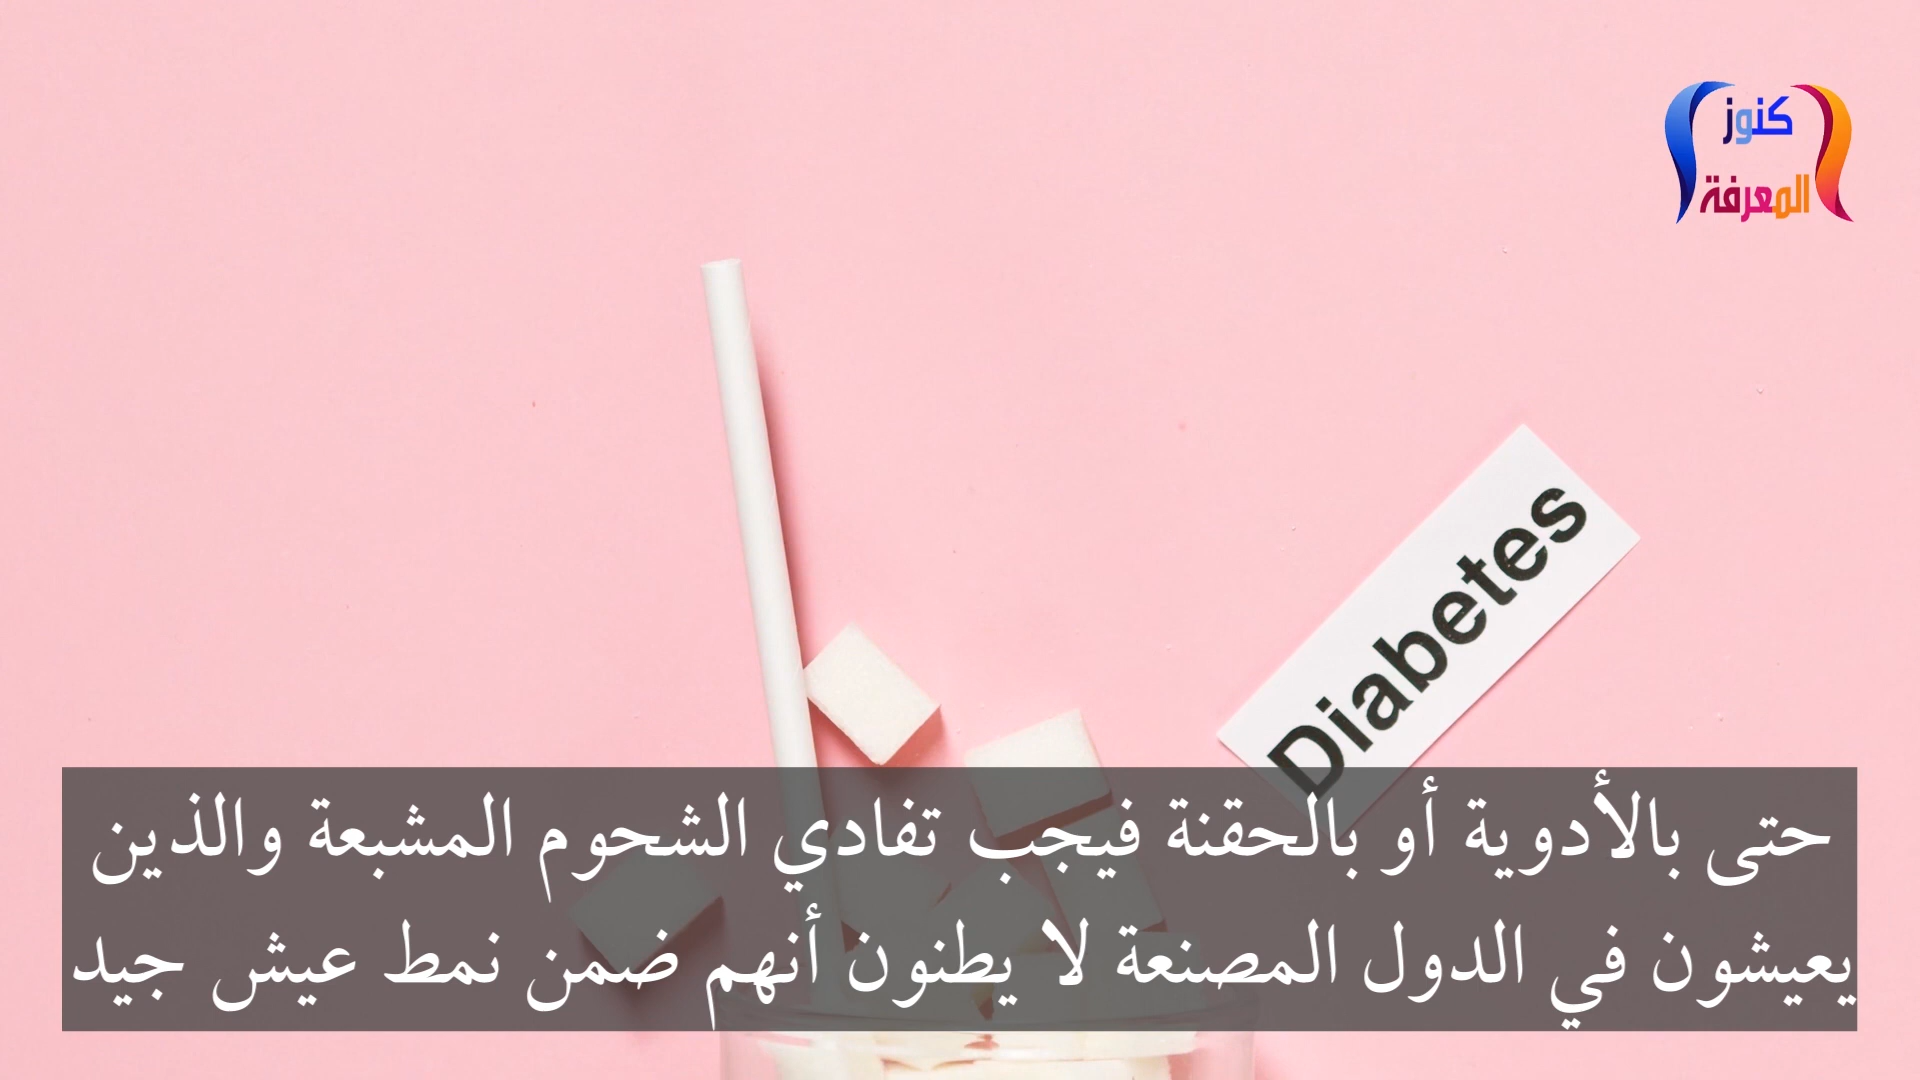 كنوز
المعرفة
Diabetes
حتى بالأدوية أو بالحقنة فيجب تفادي الشحوم المشبعة والذين
يعيشون في الدول المصنعة لا يطنون أنهم ضمن نمط عيش جيد